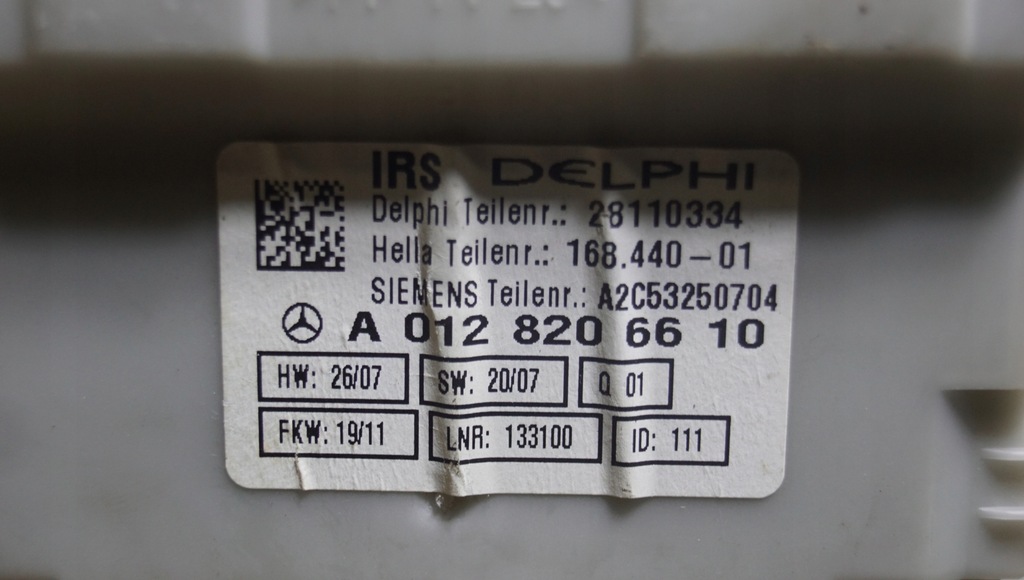 IRS DELPHI
Delphi Teilenr.: 28110334
Hella Teilenr.: 168.440-01
SIEMENS Teilenr.: A2C53250704
A 012 820 66 10
HW: 26/07 SW: 20/07 Q 01
FKW: 19/11 LNR: 133100 ID: 111